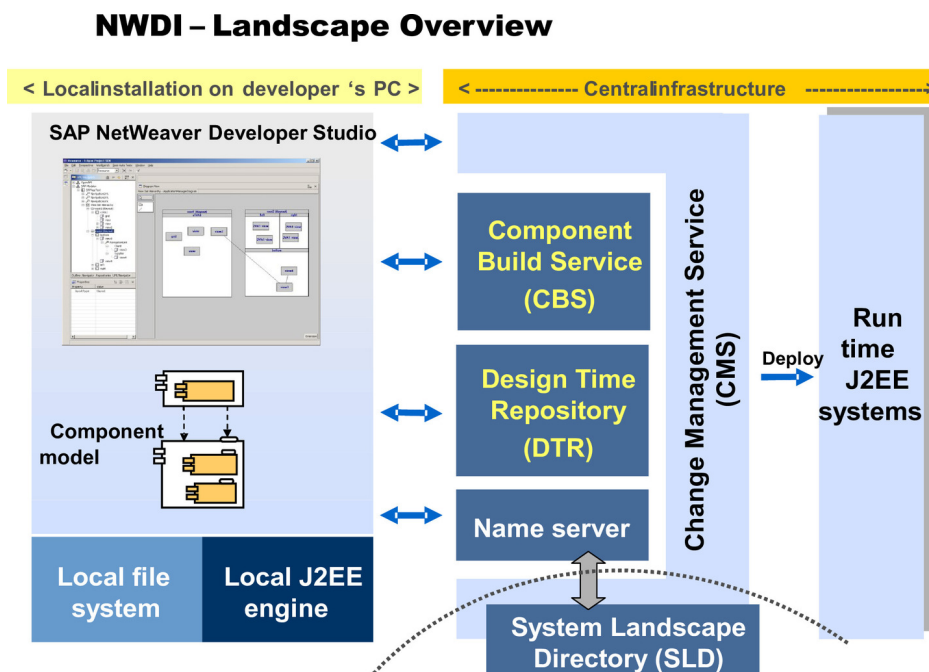 NWDI – Landscape Overview
< Localinstallation on developer ‘s PC >
< --------------- Centralinfrastructure ------------------>
SAP NetWeaver Developer Studio
Component
Build Service
(CBS)
Design Time
Repository
(DTR)
Name server
Change Management Service
(CMS)
Deploy
Run
time
J2EE
systems
Component
model
Local file
system
Local J2EE
engine
System Landscape
Directory (SLD)